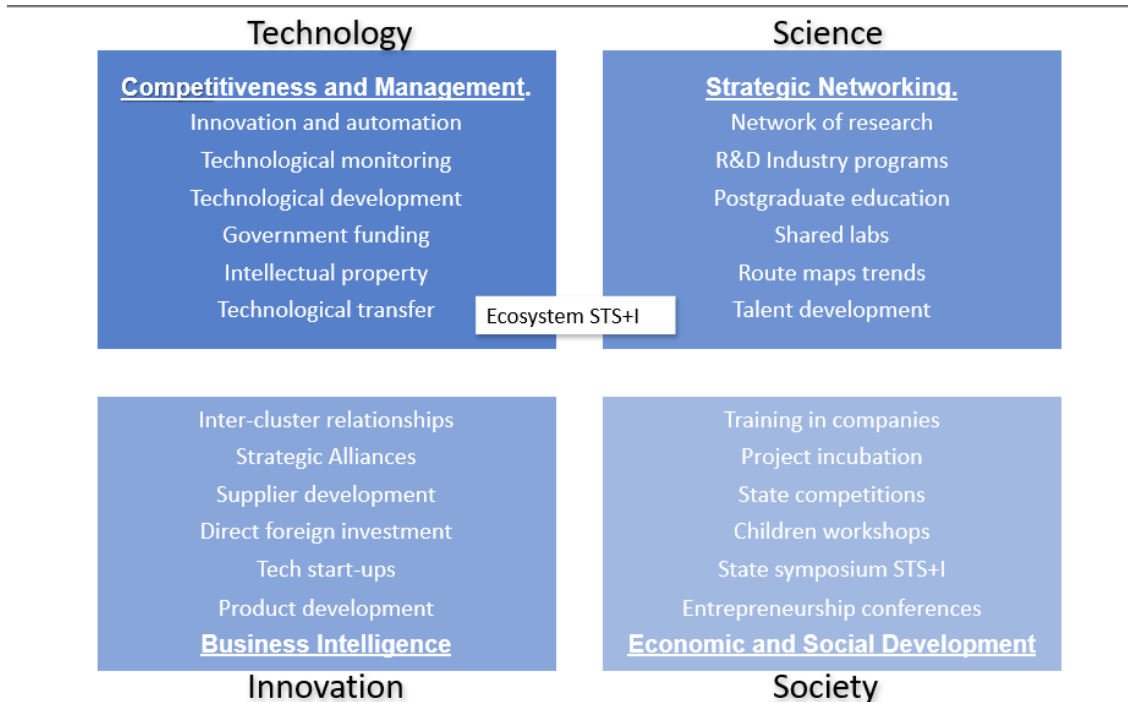 Technology
Competitiveness and Management.
Innovation and automation
Technological monitoring
Technological development
Government funding
Intellectual property
Technological transfer
Science
Strategic Networking.
Network of research
R&D Industry programs
Postgraduate education
Shared labs
Route maps trends
Talent development
Ecosystem STS+I
Inter-cluster relationships
Strategic Alliances
Supplier development
Direct foreign investment
Tech start-ups
Product development
Business Intelligence
Innovation
Training in companies
Project incubation
State competitions
Children workshops
State symposium STS+I
Entrepreneurship conferences
Economic and Social Development
Society